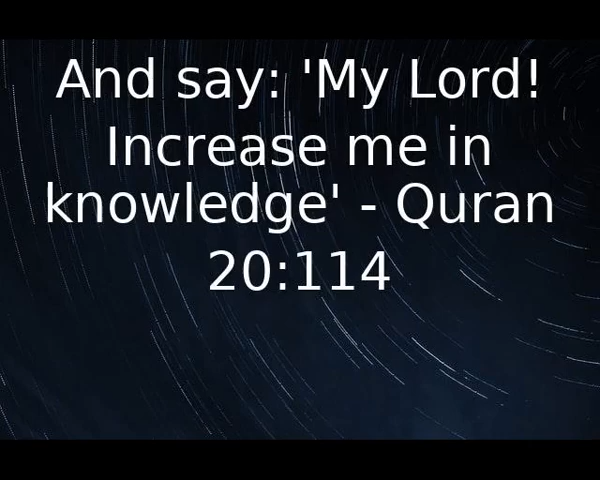 And say: 'My Lord!
Increase me in
knowledge' - Quran
20:114